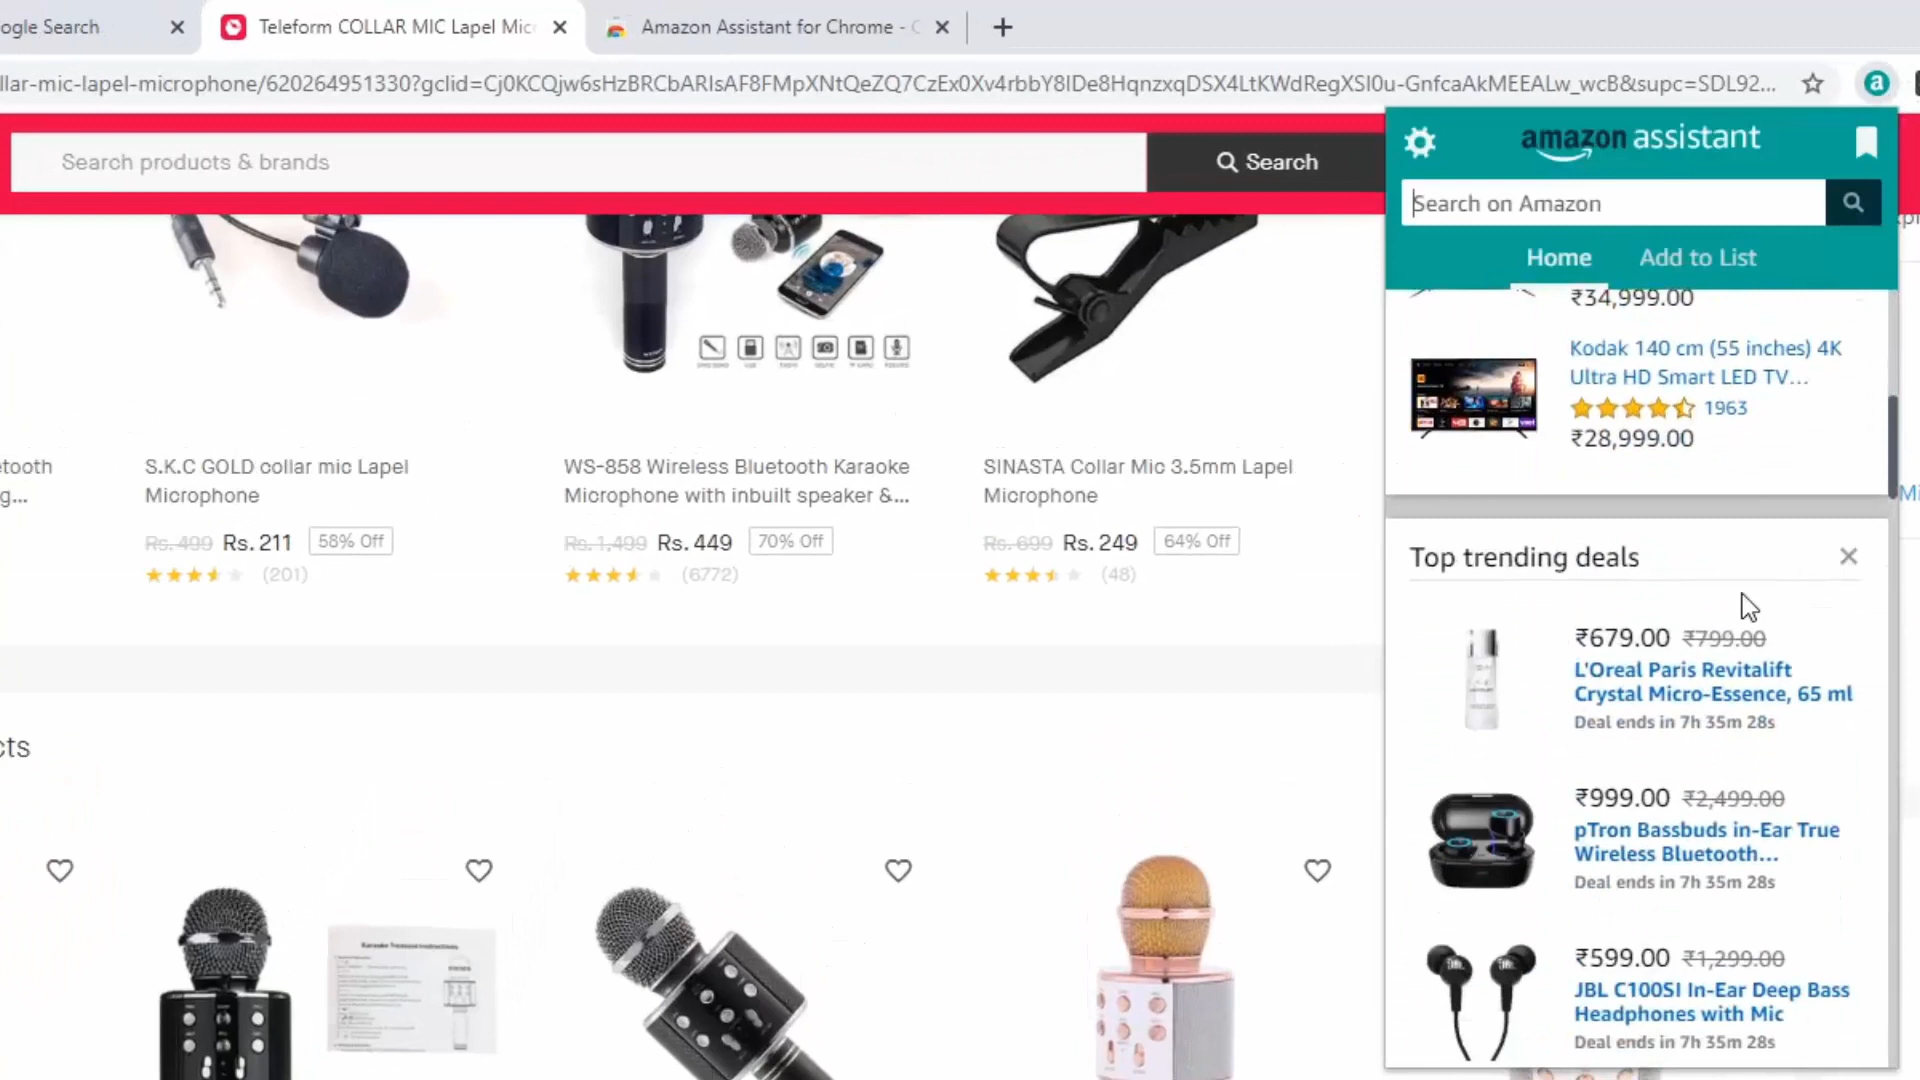 ogle Search
Teleform COLLAR MIC Lapel Mic
Amazon Assistant for Chrome -
llar-mic-lapel-microphone/620264951330?gclid=Cj0KCQjw6sHzBRCbARIsAF8FMpXNtQeZQ7CzEx0Xv4rbbY8lDe8HqnzxqDSX4LtKWdRegXSl0u-GnfcaAkMEEALw_wcB&supc=SDL92...
Search products & brands
Search
amazon assistant
Search on Amazon
Home
Add to List
₹34,999.00
Kodak 140 cm (55 inches) 4K
Ultra HD Smart LED TV...
1963
₹28,999.00
etooth
g...
S.K.C GOLD collar mic Lapel
Microphone
Rs. 499 Rs. 211 58% Off
(201)
WS-858 Wireless Bluetooth Karaoke
Microphone with inbuilt speaker &...
Rs. 1,499 Rs. 449 70% Off
(6772)
SINASTA Collar Mic 3.5mm Lapel
Microphone
Rs. 699 Rs. 249 64% Off
(48)
Mi
Top trending deals
₹679.00 ₹799.00
L'Oreal Paris Revitalift
Crystal Micro-Essence, 65 ml
Deal ends in 7h 35m 28s
₹999.00 ₹2,499.00
pTron Bassbuds in-Ear True
Wireless Bluetooth...
Deal ends in 7h 35m 28s
₹599.00 ₹1,299.00
JBL C100SI In-Ear Deep Bass
Headphones with Mic
Deal ends in 7h 35m 28s
cts